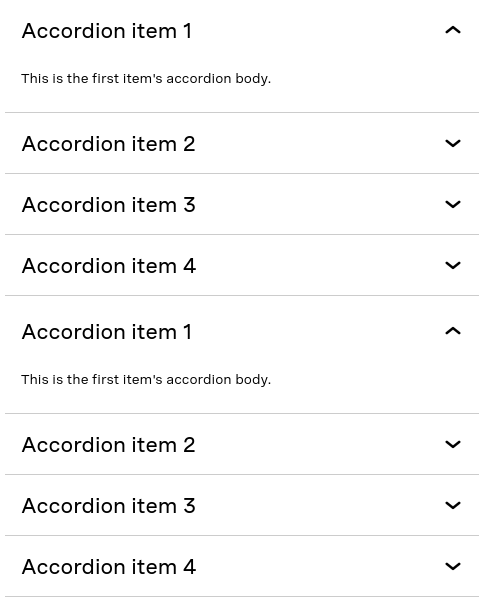 Accordion item 1
This is the first item's accordion body.
Accordion item 2
Accordion item 3
Accordion item 4
Accordion item 1
This is the first item's accordion body.
Accordion item 2
Accordion item 3
Accordion item 4